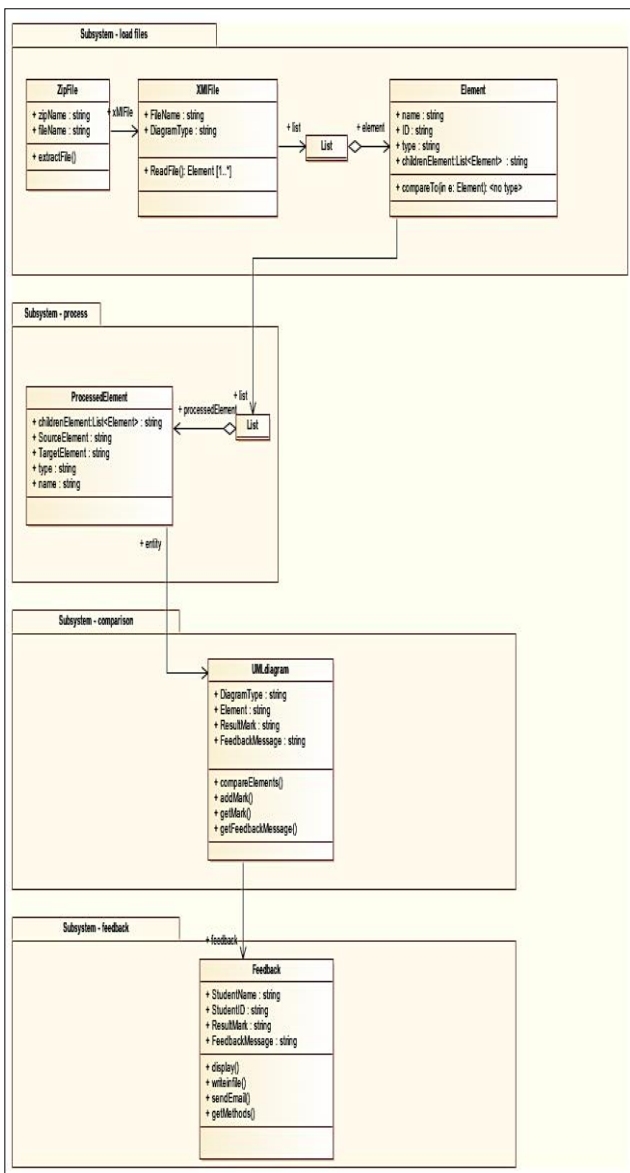 Subsystem - load files
ZipFile
+ zipName : string
+ fileName : string
+ extractFile()
+ xMIFile
XMIFile
+ FileName : string
+ DiagramType : string
+ ReadFile(): Element [1..*]
+ list
List
+ element
Element
+ name : string
+ ID : string
+ type : string
+ childrenElement:List<Element> : string
+ compareTo(in e: Element): <no type>
Subsystem - process
ProcessedElement
+ childrenElement:List<Element> : string
+ SourceElement : string
+ TargetElement : string
+ type : string
+ name : string
+ list
+ processedElement
List
+ entity
Subsystem - comparison
UMLdiagram
+ DiagramType : string
+ Element : string
+ ResultMark : string
+ FeedbackMessage : string
+ compareElements()
+ addMark()
+ getMark()
+ getFeedbackMessage()
Subsystem - feedback
+ feedback
Feedback
+ StudentName : string
+ StudentID : string
+ ResultMark : string
+ FeedbackMessage : string
+ display()
+ writeinfile()
+ sendEmail()
+ getMethods()